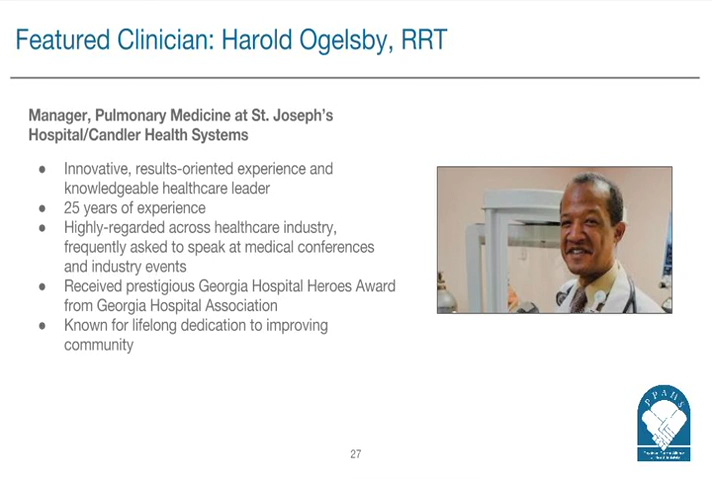 Featured Clinician: Harold Ogelsby, RRT
Manager, Pulmonary Medicine at St. Joseph's
Hospital/Candler Health Systems
● Innovative, results-oriented experience and
knowledgeable healthcare leader
● 25 years of experience
● Highly-regarded across healthcare industry,
frequently asked to speak at medical conferences
and industry events
● Received prestigious Georgia Hospital Heroes Award
from Georgia Hospital Association
● Known for lifelong dedication to improving
community
PPAHS
27